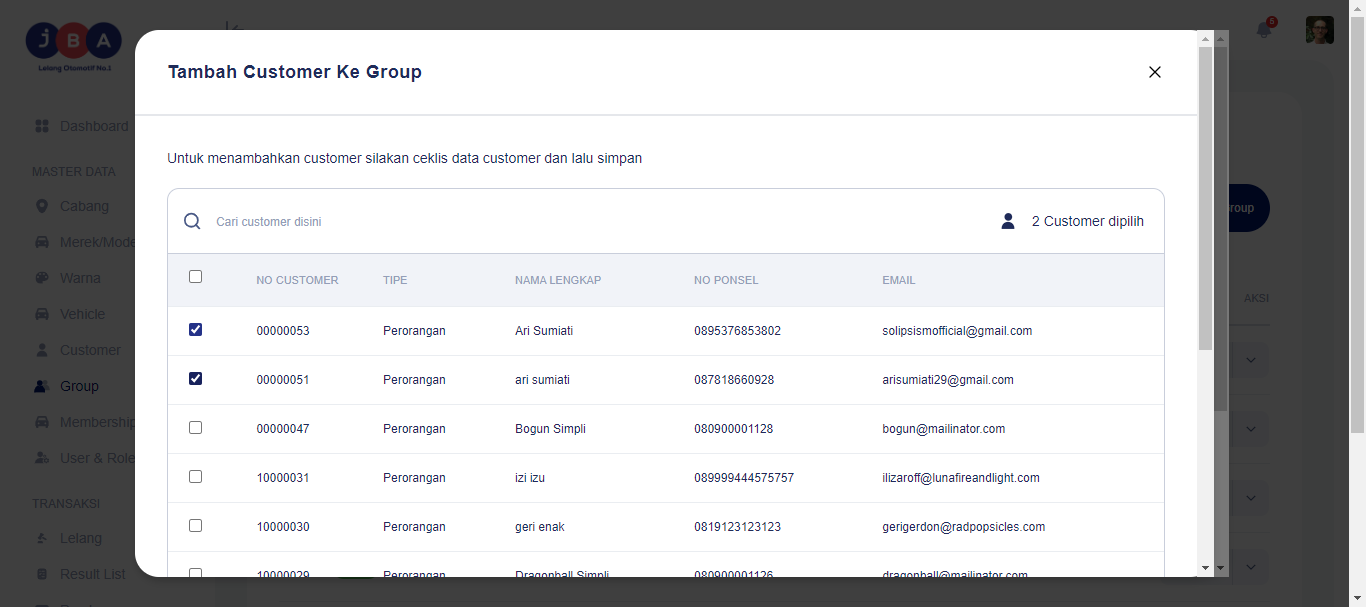 JBA
Lelang Otomotif No.1
6
Tambah Customer Ke Group
Dashboard
MASTER DATA
Cabang
Merek/Mode
Warna
Vehicle
Customer
Group
Membership
User & Role
TRANSAKSI
Lelang
Result List
Untuk menambahkan customer silakan ceklis data customer dan lalu simpan
Cari customer disini
2 Customer dipilih
roup
AKSI
NO CUSTOMER TIPE NAMA LENGKAP NO PONSEL EMAIL
00000053 Perorangan Ari Sumiati 0895376853802 solipsismofficial@gmail.com
00000051 Perorangan ari sumiati 087818660928 arisumiati29@gmail.com
00000047 Perorangan Bogun Simpli 080900001128 bogun@mailinator.com
10000031 Perorangan izi izu 089999444575757 ilizaroff@lunafireandlight.com
10000030 Perorangan geri enak 0819123123123 gerigerdon@radpopsicles.com
10000029 Perorangan Dragonball Simpli 080900001126 dragonball@mailinator.com